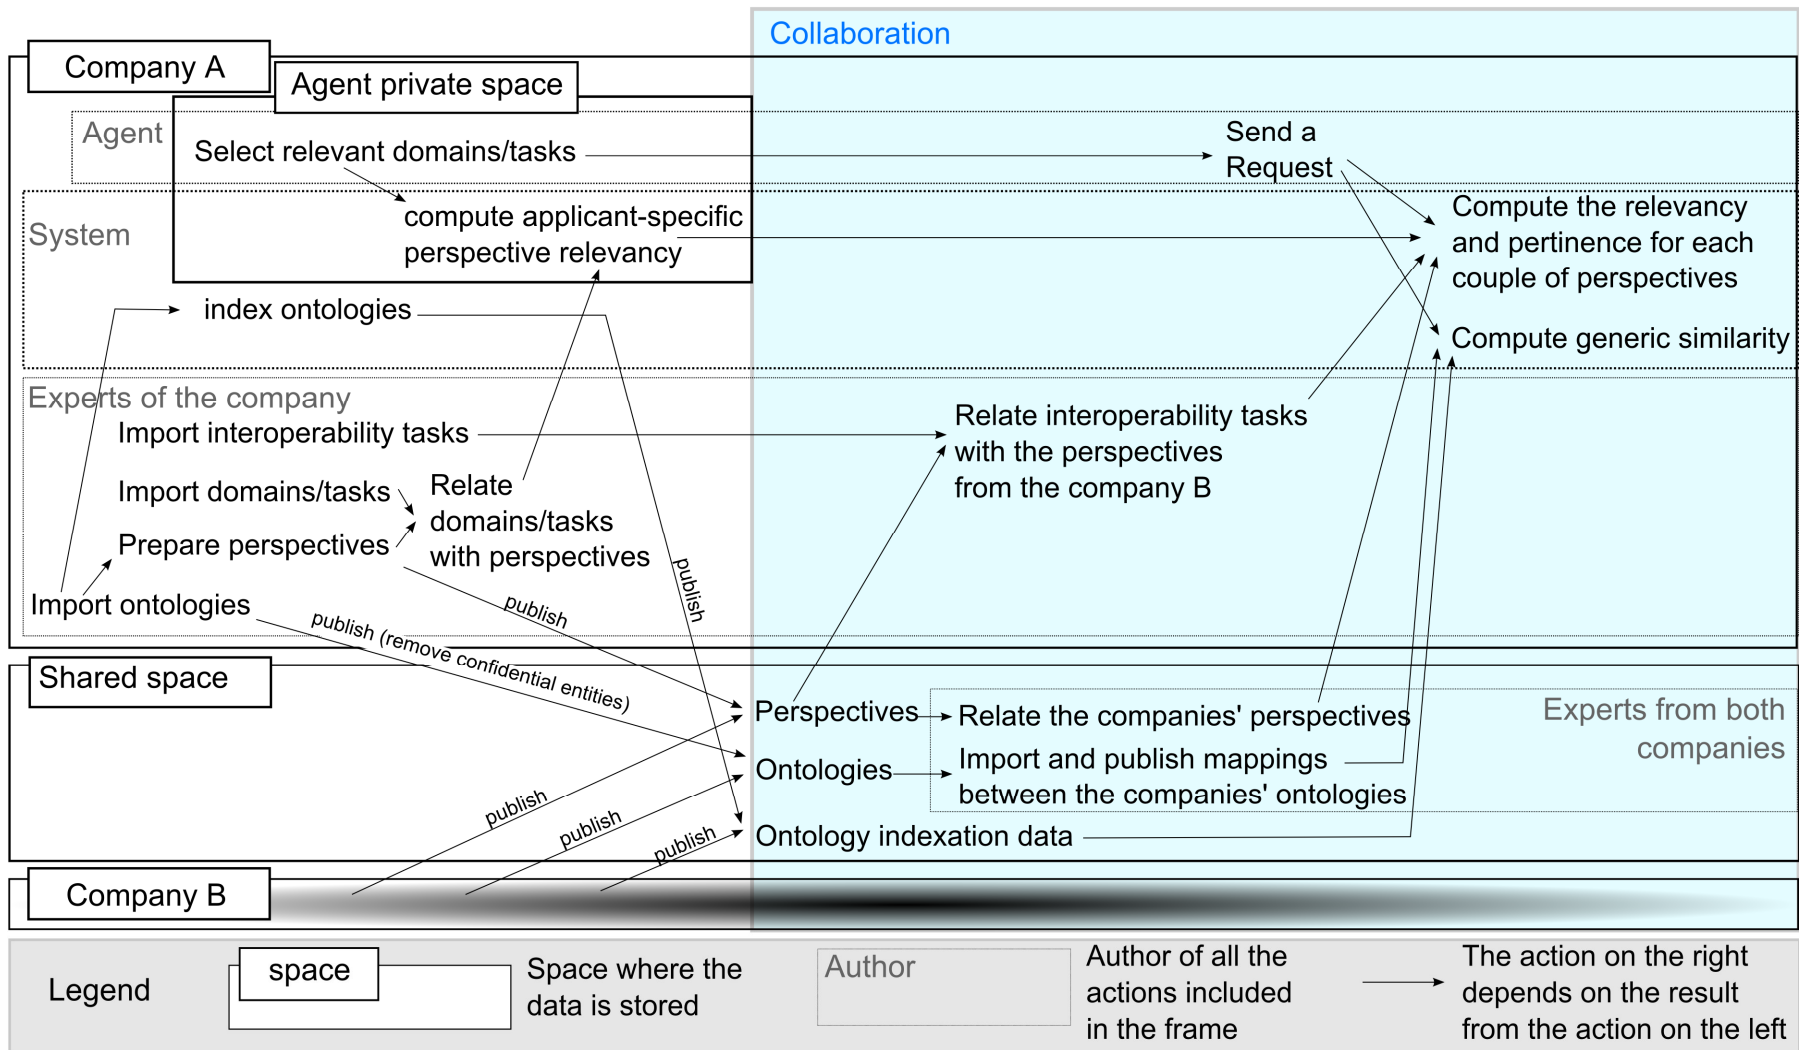 Collaboration
Company A
Agent private space
Agent
Select relevant domains/tasks
Send a
Request
System
compute applicant-specific
perspective relevancy
Compute the relevancy
and pertinence for each
couple of perspectives
index ontologies
Compute generic similarity
Experts of the company
Import interoperability tasks
Relate interoperability tasks
with the perspectives
from the company B
Import domains/tasks
Relate
domains/tasks
with perspectives
Prepare perspectives
Import ontologies
publish
publish
publish (remove confidential entities)
Shared space
Perspectives
Relate the companies' perspectives
Experts from both
companies
Ontologies
Import and publish mappings
between the companies' ontologies
publish
publish
publish
Ontology indexation data
Company B
Legend
space
Space where the
data is stored
Author
Author of all the
actions included
in the frame
The action on the right
depends on the result
from the action on the left